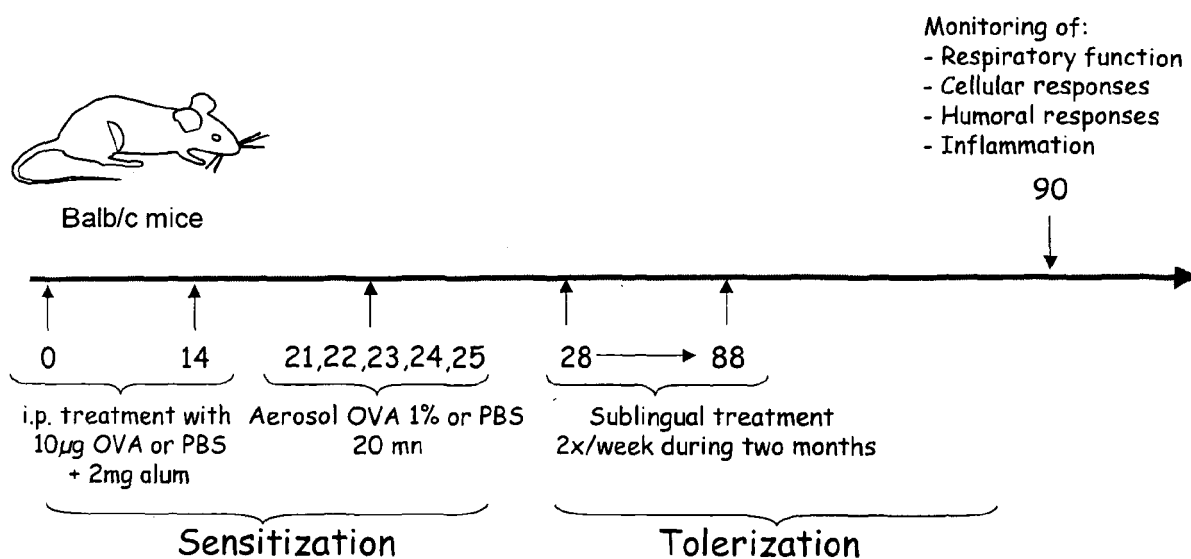 Monitoring of:
- Respiratory function
- Cellular responses
- Humoral responses
- Inflammation
90
Balb/c mice
0
14
21,22,23,24,25
28
88
i.p. treatment with
10µg OVA or PBS
+ 2mg alum
Aerosol OVA 1% or PBS
20 mn
Sublingual treatment
2x/week during two months
Sensitization
Tolerization